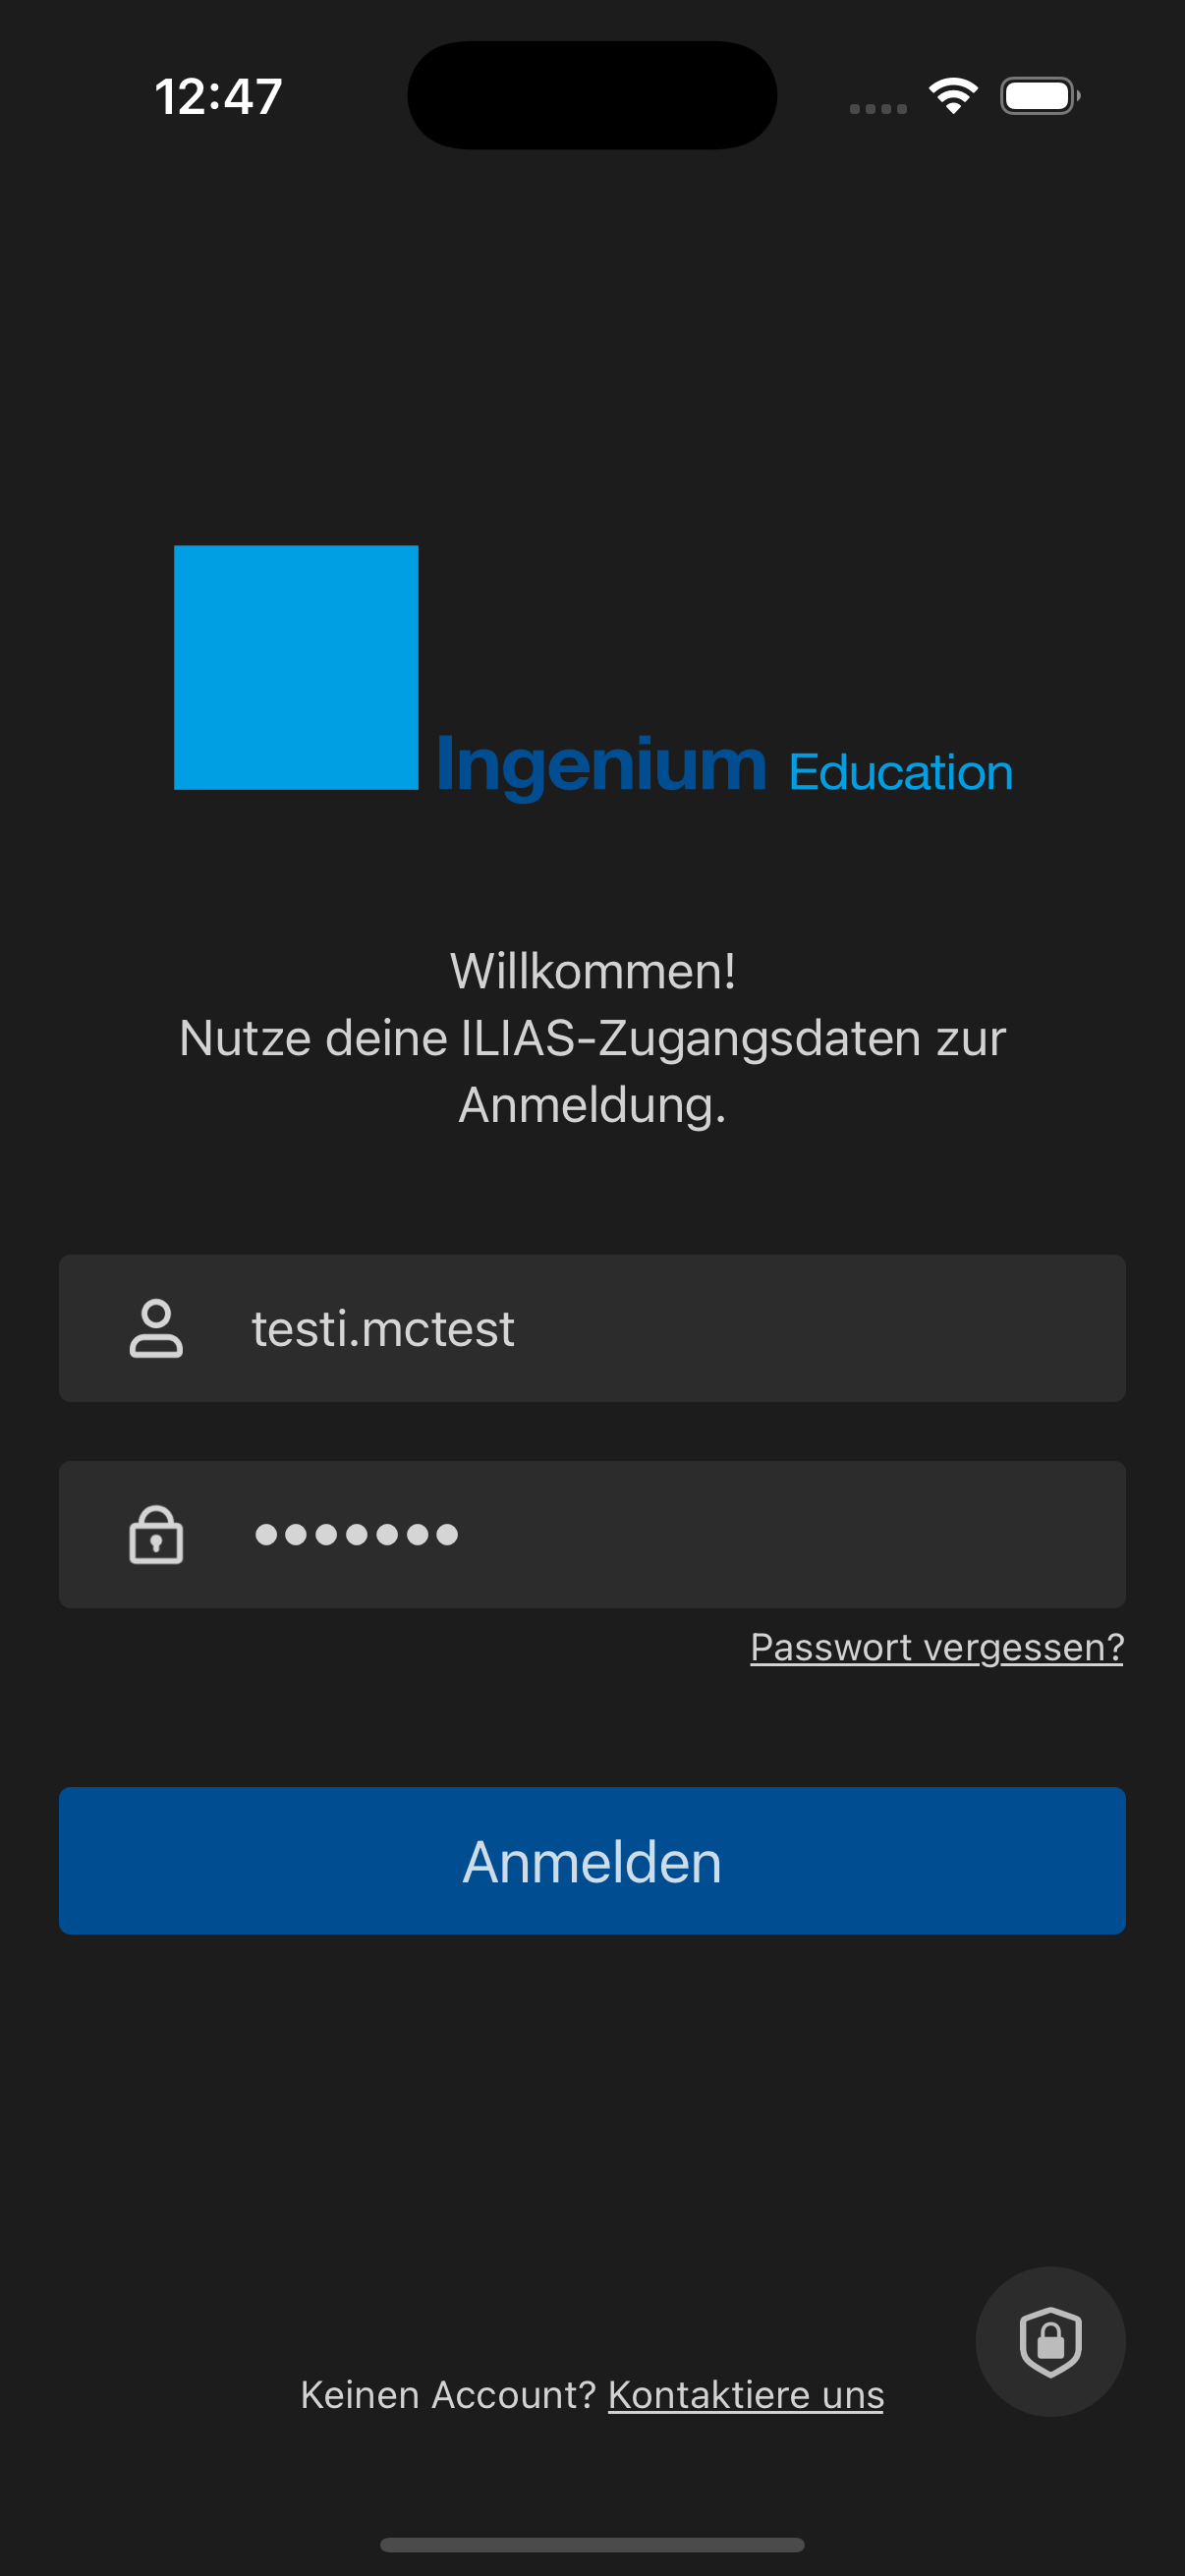 12:47
Ingenium Education
Willkommen!
Nutze deine ILIAS-Zugangsdaten zur
Anmeldung.
testi.mctest
•••••••
Passwort vergessen?
Anmelden
Keinen Account? Kontaktiere uns